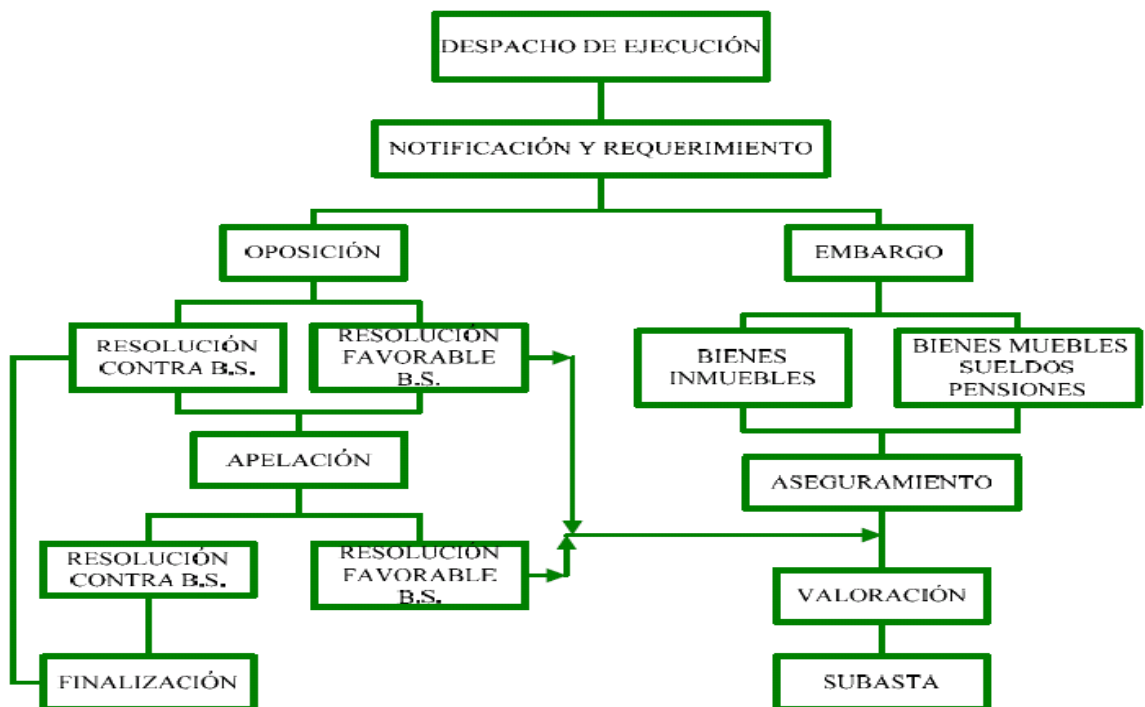 DESPACHO DE EJECUCIÓN
NOTIFICACIÓN Y REQUERIMIENTO
OPOSICIÓN
EMBARGO
RESOLUCIÓN
CONTRA B.S.
RESOLUCIÓN
FAVORABLE
B.S.
BIENES
INMUEBLES
BIENES MUEBLES
SUELDOS
PENSIONES
APELACIÓN
ASEGURAMIENTO
RESOLUCIÓN
CONTRA B.S.
RESOLUCIÓN
FAVORABLE
B.S.
VALORACIÓN
FINALIZACIÓN
SUBASTA